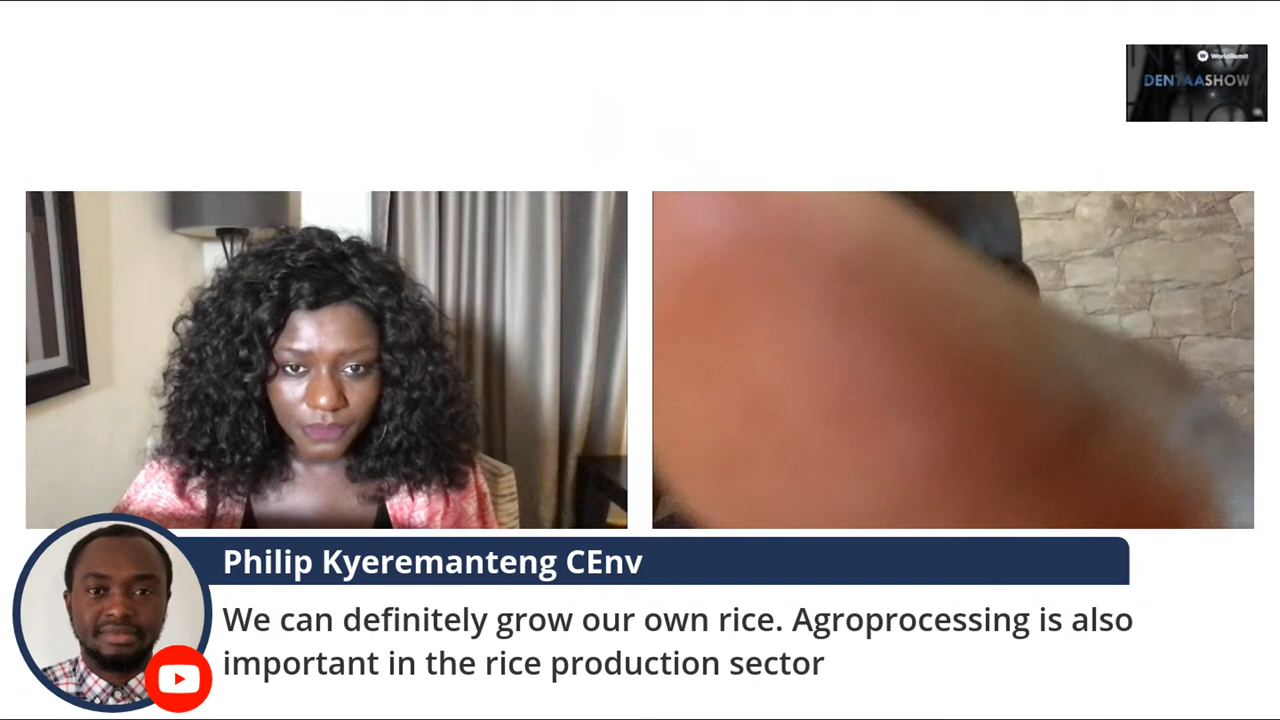 WorldRemit
DENTAASHOW
Philip Kyeremanteng CEnv
We can definitely grow our own rice. Agroprocessing is also
important in the rice production sector